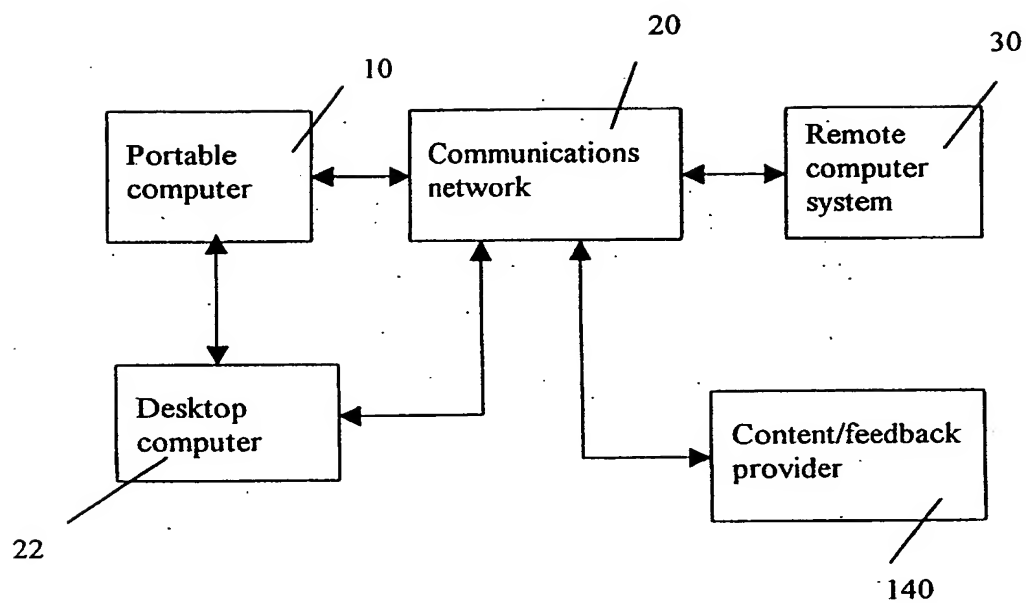 20
30
10
Portable
computer
Communications
network
Remote
computer
system
Desktop
computer
Content/feedback
provider
22
140